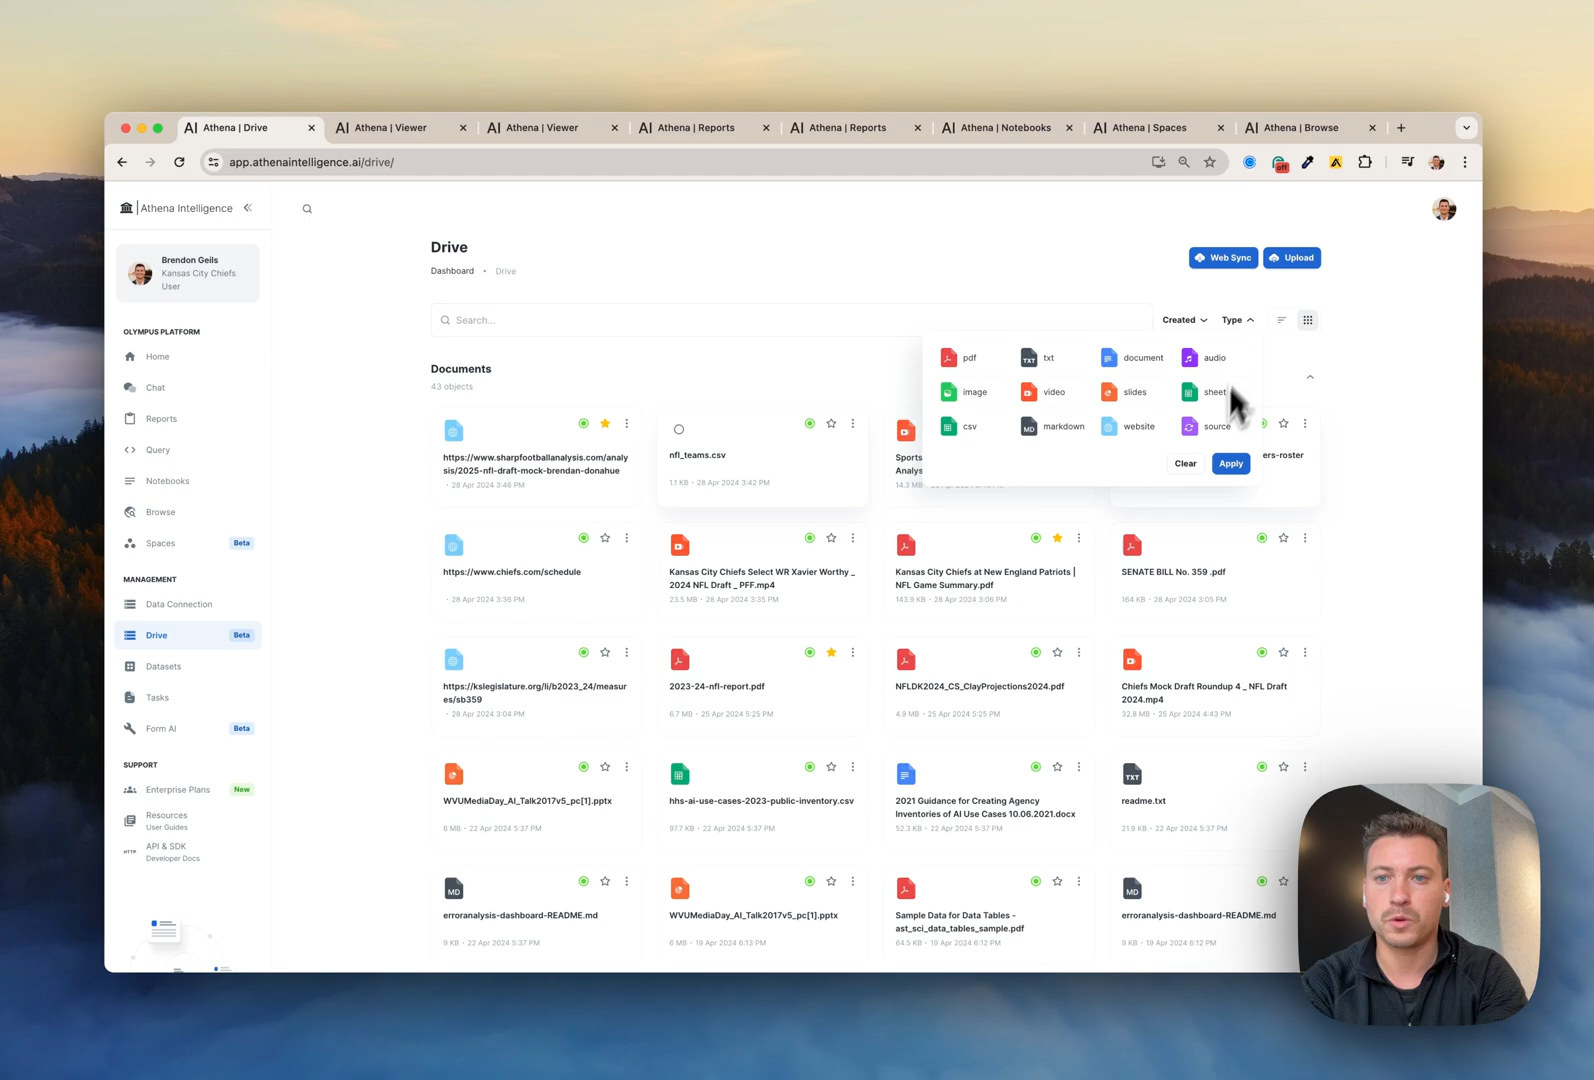 Athena | Drive
Athena | Viewer
Athena | Viewer
Athena | Reports
Athena | Reports
Athena | Notebooks
Athena | Spaces
Athena | Browse
app.athenaintelligence.ai/drive/
off
Athena Intelligence
Brendon Geils
Kansas City Chiefs
User
OLYMPUS PLATFORM
Home
Chat
Reports
Query
Notebooks
Browse
Spaces Beta
MANAGEMENT
Data Connection
Drive Beta
Datasets
Tasks
Form AI Beta
SUPPORT
Enterprise Plans New
Resources
User Guides
HTTP API & SDK
Developer Docs
Drive
Dashboard • Drive
Web Sync
Upload
Search...
Created
Type
Documents
43 objects
pdf
TXT txt
document
audio
image
video
slides
sheet
csv
MD markdown
website
source
Clear
Apply
https://www.sharpfootballanalysis.com/analy
sis/2025-nfl-draft-mock-brendan-donahue
• 28 Apr 2024 3:46 PM
nfl_teams.csv
1.1 KB • 28 Apr 2024 3:42 PM
Sports
Analys
14.3 MB
ers-roster
https://www.chiefs.com/schedule
• 28 Apr 2024 3:36 PM
Kansas City Chiefs Select WR Xavier Worthy _
2024 NFL Draft _ PFF.mp4
23.5 MB • 28 Apr 2024 3:35 PM
Kansas City Chiefs at New England Patriots |
NFL Game Summary.pdf
143.9 KB • 28 Apr 2024 3:06 PM
SENATE BILL No. 359 .pdf
164 KB • 28 Apr 2024 3:05 PM
https://kslegislature.org/li/b2023_24/measur
es/sb359
• 28 Apr 2024 3:04 PM
2023-24-nfl-report.pdf
6.7 MB • 25 Apr 2024 5:25 PM
NFLDK2024_CS_ClayProjections2024.pdf
4.9 MB • 25 Apr 2024 5:25 PM
Chiefs Mock Draft Roundup 4 _ NFL Draft
2024.mp4
32.8 MB • 25 Apr 2024 4:43 PM
WVUMediaDay_AI_Talk2017v5_pc[1].pptx
6 MB • 22 Apr 2024 5:37 PM
hhs-ai-use-cases-2023-public-inventory.csv
97.7 KB • 22 Apr 2024 5:37 PM
2021 Guidance for Creating Agency
Inventories of AI Use Cases 10.06.2021.docx
52.3 KB • 22 Apr 2024 5:37 PM
TXT
readme.txt
21.9 KB • 22 Apr 2024 5:37 PM
MD
erroranalysis-dashboard-README.md
9 KB • 22 Apr 2024 5:37 PM
WVUMediaDay_AI_Talk2017v5_pc[1].pptx
6 MB • 19 Apr 2024 6:13 PM
Sample Data for Data Tables -
ast_sci_data_tables_sample.pdf
64.5 KB • 19 Apr 2024 6:12 PM
MD
erroranalysis-dashboard-README.md
9 KB • 19 Apr 2024 6:12 PM